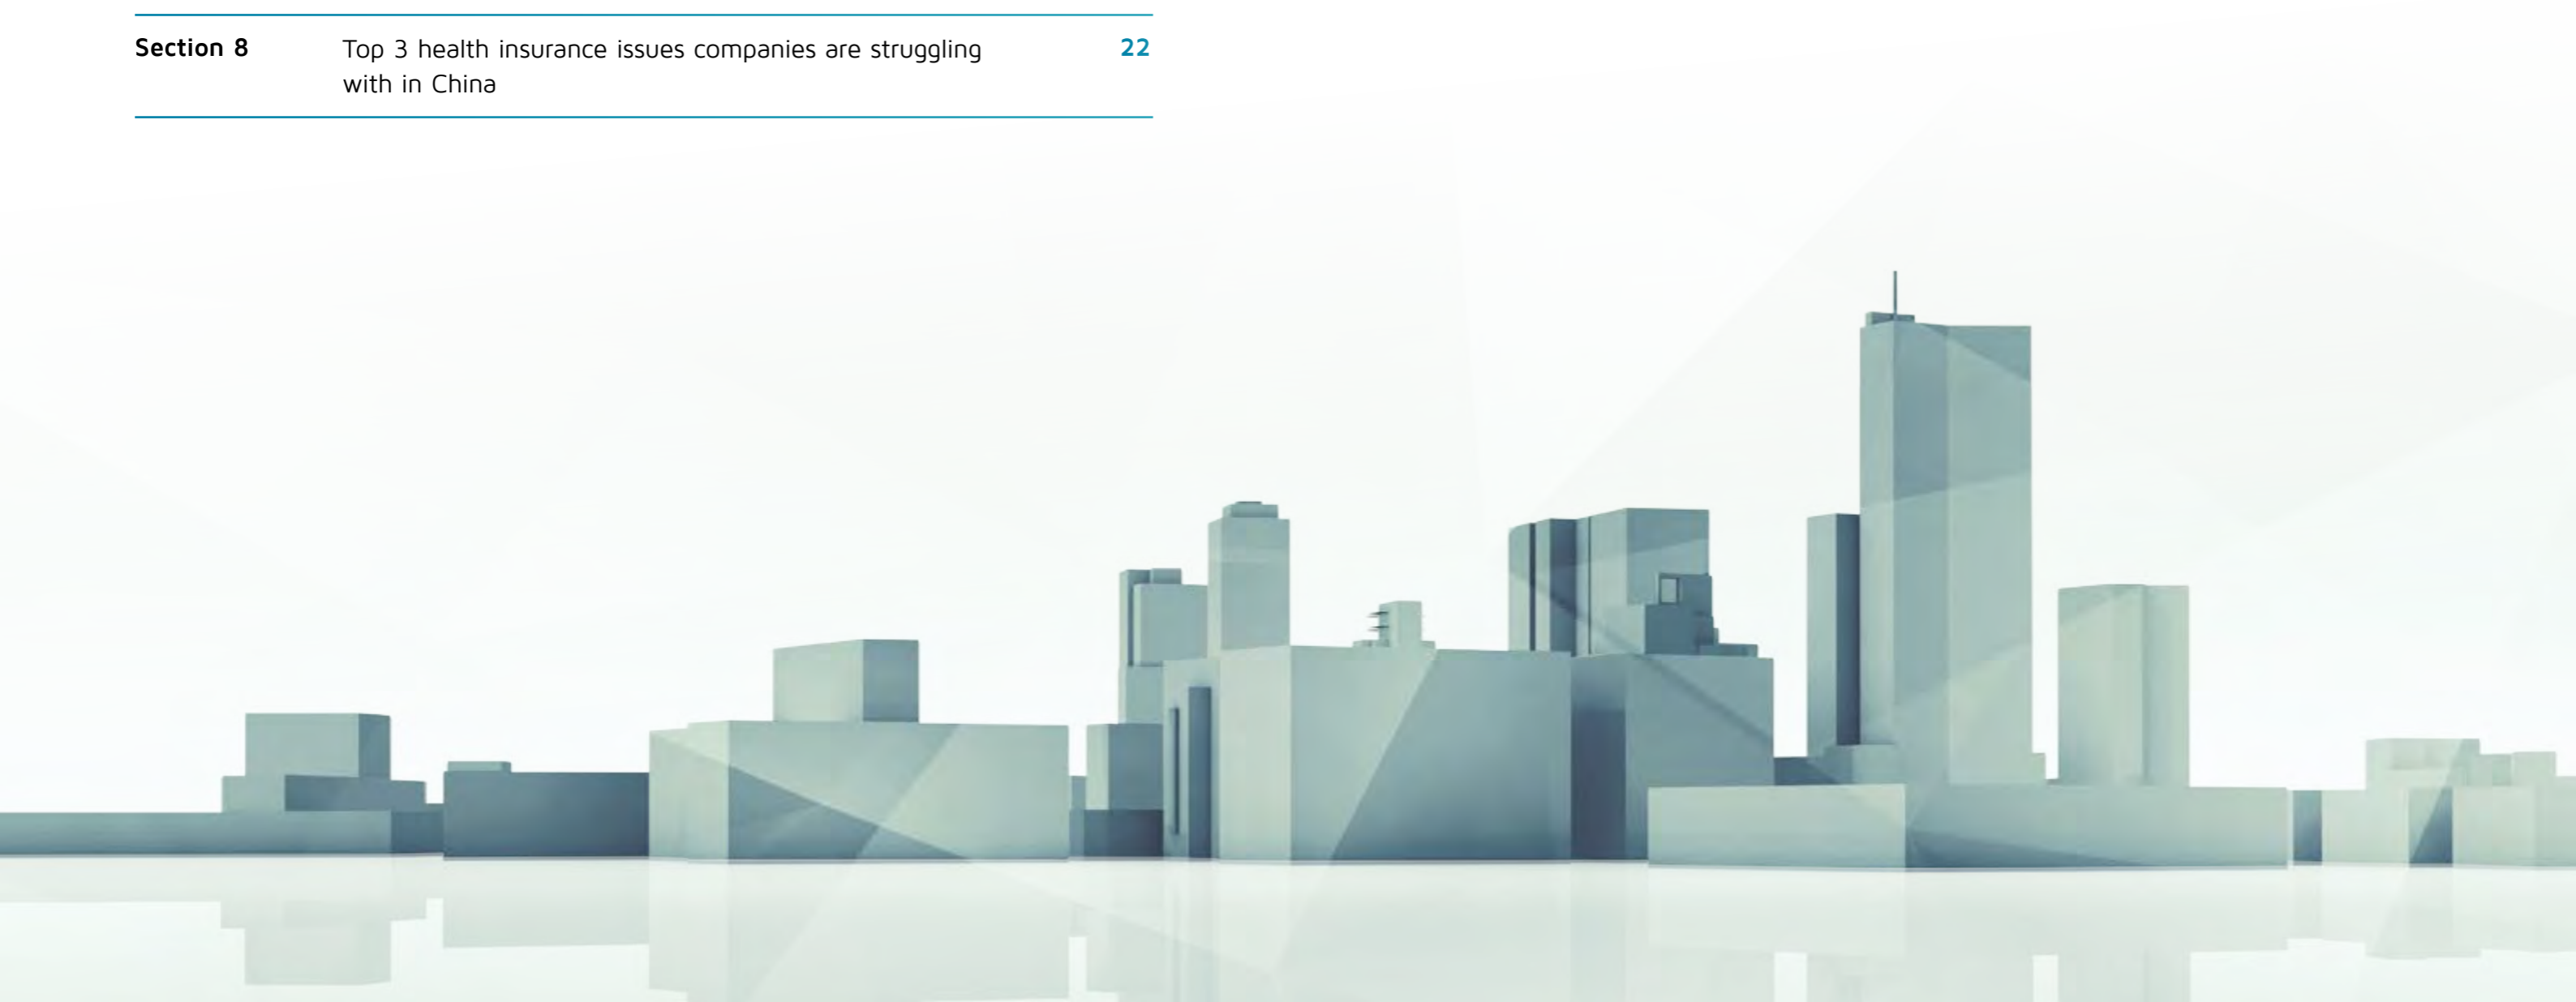 Section 8 Top 3 health insurance issues companies are struggling 22
with in China